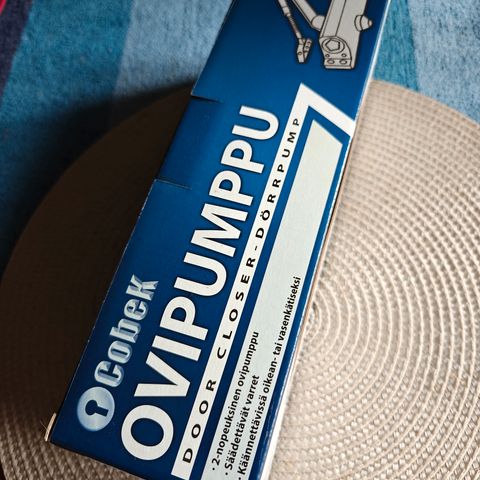 Cobek
OVIPUMPPU
DOOR CLOSER-DÖRRPUMP
• 2-nopeuksinen ovipumppu
• Säädettävät varret
• Käännettävissä oikean- tai vasenkätiseksi